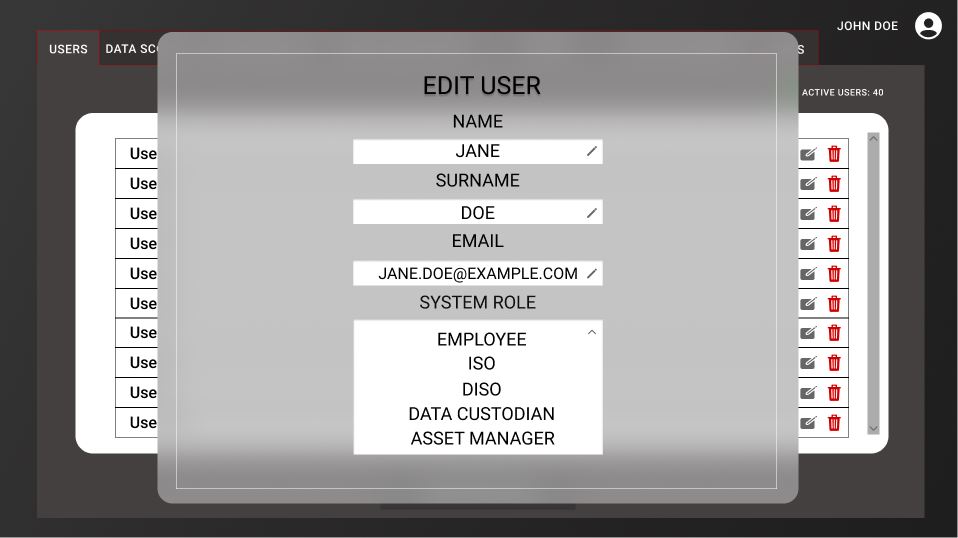 JOHN DOE
USERS
DATA SC
S
ACTIVE USERS: 40
EDIT USER
NAME
JANE
SURNAME
DOE
EMAIL
JANE.DOE@EXAMPLE.COM
SYSTEM ROLE
EMPLOYEE
ISO
DISO
DATA CUSTODIAN
ASSET MANAGER
Use
Use
Use
Use
Use
Use
Use
Use
Use
Use